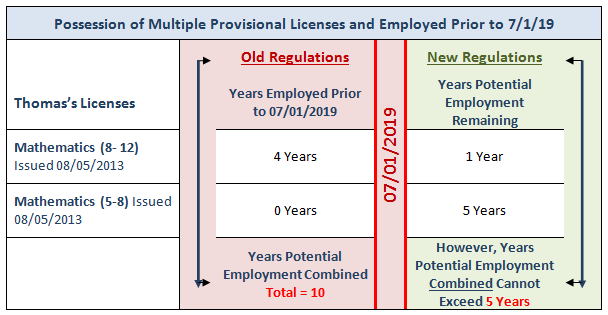 Possession of Multiple Provisional Licenses and Employed Prior to 7/1/19
Thomas's Licenses
Old Regulations
Years Employed Prior
to 07/01/2019
07/01/2019
New Regulations
Years Potential
Employment
Remaining
Mathematics (8- 12)
Issued 08/05/2013
4 Years
1 Year
Mathematics (5-8) Issued
08/05/2013
0 Years
5 Years
Years Potential
Employment Combined
Total = 10
However, Years
Potential Employment
Combined Cannot
Exceed 5 Years